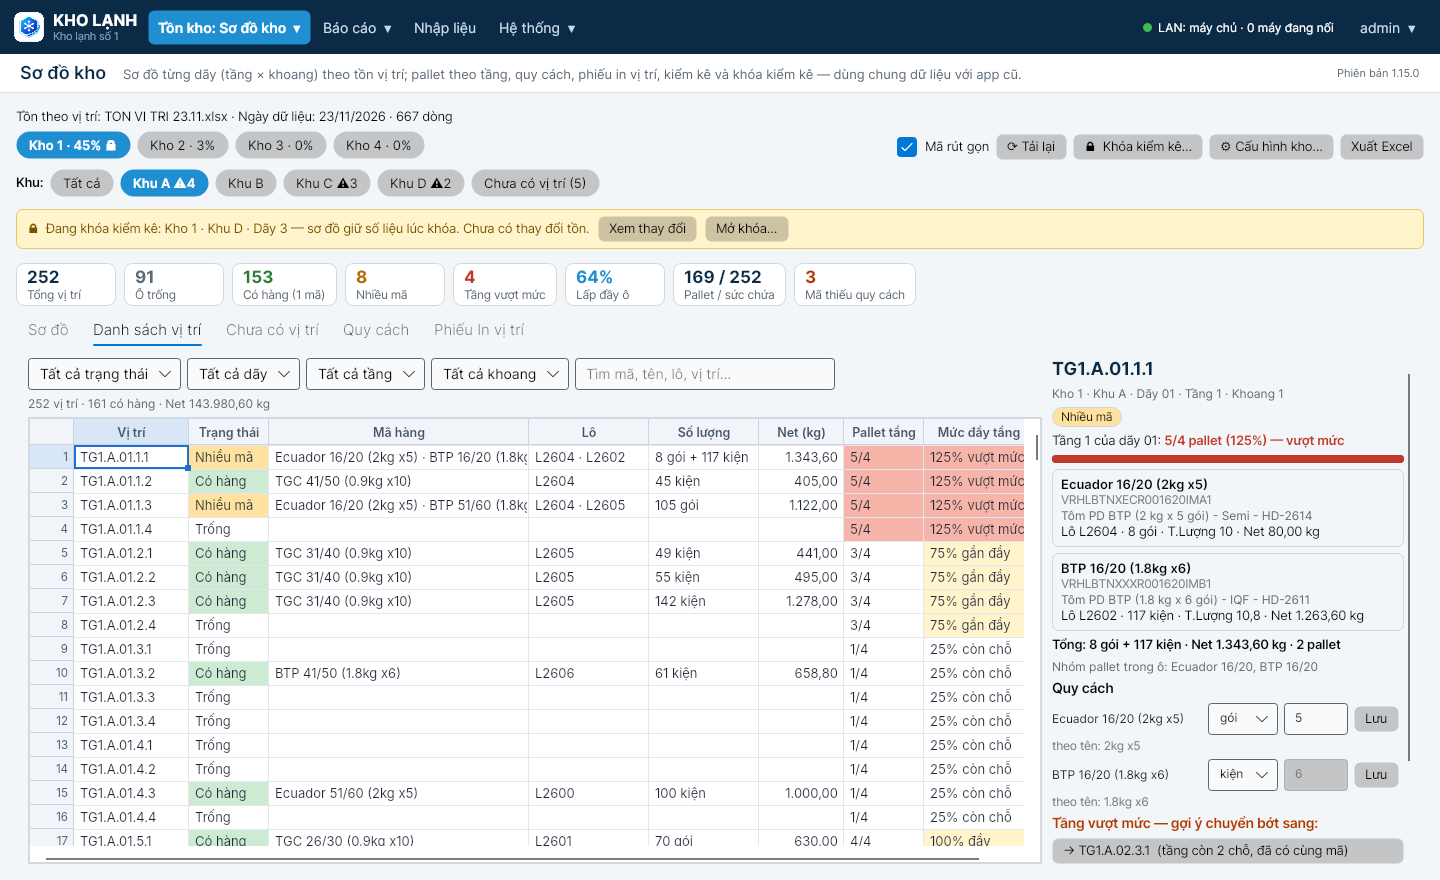 KHO LẠNH
Kho lạnh số 1
Tồn kho: Sơ đồ kho ▾
Báo cáo ▾
Nhập liệu
Hệ thống ▾
LAN: máy chủ · 0 máy đang nối
admin ▾
Sơ đồ kho
Sơ đồ từng dãy (tầng × khoang) theo tồn vị trí; pallet theo tầng, quy cách, phiếu in vị trí, kiểm kê và khóa kiểm kê — dùng chung dữ liệu với app cũ.
Phiên bản 1.15.0
Tồn theo vị trí: TON VI TRI 23.11.xlsx · Ngày dữ liệu: 23/11/2026 · 667 dòng
Kho 1 · 45% 🔒
Kho 2 · 3%
Kho 3 · 0%
Kho 4 · 0%
Mã rút gọn
⟳ Tải lại
🔒 Khóa kiểm kê...
⚙ Cấu hình kho...
Xuất Excel
Khu:
Tất cả
Khu A ⚠4
Khu B
Khu C ⚠3
Khu D ⚠2
Chưa có vị trí (5)
🔒 Đang khóa kiểm kê: Kho 1 · Khu D · Dãy 3 — sơ đồ giữ số liệu lúc khóa. Chưa có thay đổi tồn.
Xem thay đổi
Mở khóa...
252
Tổng vị trí
91
Ô trống
153
Có hàng (1 mã)
8
Nhiều mã
4
Tầng vượt mức
64%
Lấp đầy ô
169 / 252
Pallet / sức chứa
3
Mã thiếu quy cách
Sơ đồ
Danh sách vị trí
Chưa có vị trí
Quy cách
Phiếu In vị trí
Tất cả trạng thái
Tất cả dãy
Tất cả tầng
Tất cả khoang
Tìm mã, tên, lô, vị trí...
252 vị trí · 161 có hàng · Net 143.980,60 kg
Vị trí Trạng thái Mã hàng Lô Số lượng Net (kg) Pallet tầng Mức đầy tầng
1 TG1.A.01.1.1 Nhiều mã Ecuador 16/20 (2kg x5) · BTP 16/20 (1.8kg L2604 · L2602 8 gói + 117 kiện 1.343,60 5/4 125% vượt mức
2 TG1.A.01.1.2 Có hàng TGC 41/50 (0.9kg x10) L2604 45 kiện 405,00 5/4 125% vượt mức
3 TG1.A.01.1.3 Nhiều mã Ecuador 16/20 (2kg x5) · BTP 51/60 (1.8kg L2604 · L2605 105 gói 1.122,00 5/4 125% vượt mức
4 TG1.A.01.1.4 Trống 5/4 125% vượt mức
5 TG1.A.01.2.1 Có hàng TGC 31/40 (0.9kg x10) L2605 49 kiện 441,00 3/4 75% gần đầy
6 TG1.A.01.2.2 Có hàng TGC 31/40 (0.9kg x10) L2605 55 kiện 495,00 3/4 75% gần đầy
7 TG1.A.01.2.3 Có hàng TGC 31/40 (0.9kg x10) L2605 142 kiện 1.278,00 3/4 75% gần đầy
8 TG1.A.01.2.4 Trống 3/4 75% gần đầy
9 TG1.A.01.3.1 Trống 1/4 25% còn chỗ
10 TG1.A.01.3.2 Có hàng BTP 41/50 (1.8kg x6) L2606 61 kiện 658,80 1/4 25% còn chỗ
11 TG1.A.01.3.3 Trống 1/4 25% còn chỗ
12 TG1.A.01.3.4 Trống 1/4 25% còn chỗ
13 TG1.A.01.4.1 Trống 1/4 25% còn chỗ
14 TG1.A.01.4.2 Trống 1/4 25% còn chỗ
15 TG1.A.01.4.3 Có hàng Ecuador 51/60 (2kg x5) L2600 100 kiện 1.000,00 1/4 25% còn chỗ
16 TG1.A.01.4.4 Trống 1/4 25% còn chỗ
17 TG1.A.01.5.1 Có hàng TGC 26/30 (0.9kg x10) L2601 70 gói 630,00 4/4 100% đầy
TG1.A.01.1.1
Kho 1 · Khu A · Dãy 01 · Tầng 1 · Khoang 1
Nhiều mã
Tầng 1 của dãy 01: 5/4 pallet (125%) — vượt mức
Ecuador 16/20 (2kg x5)
VRHLBTNXECR001620IMA1
Tôm PD BTP (2 kg x 5 gói) - Semi - HD-2614
Lô L2604 · 8 gói · T.Lượng 10 · Net 80,00 kg
BTP 16/20 (1.8kg x6)
VRHLBTNXXXR001620IMB1
Tôm PD BTP (1.8 kg x 6 gói) - IQF - HD-2611
Lô L2602 · 117 kiện · T.Lượng 10,8 · Net 1.263,60 kg
Tổng: 8 gói + 117 kiện · Net 1.343,60 kg · 2 pallet
Nhóm pallet trong ô: Ecuador 16/20, BTP 16/20
Quy cách
Ecuador 16/20 (2kg x5) gói 5 Lưu
theo tên: 2kg x5
BTP 16/20 (1.8kg x6) kiện 6 Lưu
theo tên: 1.8kg x6
Tầng vượt mức — gợi ý chuyển bớt sang:
→ TG1.A.02.3.1 (tầng còn 2 chỗ, đã có cùng mã)